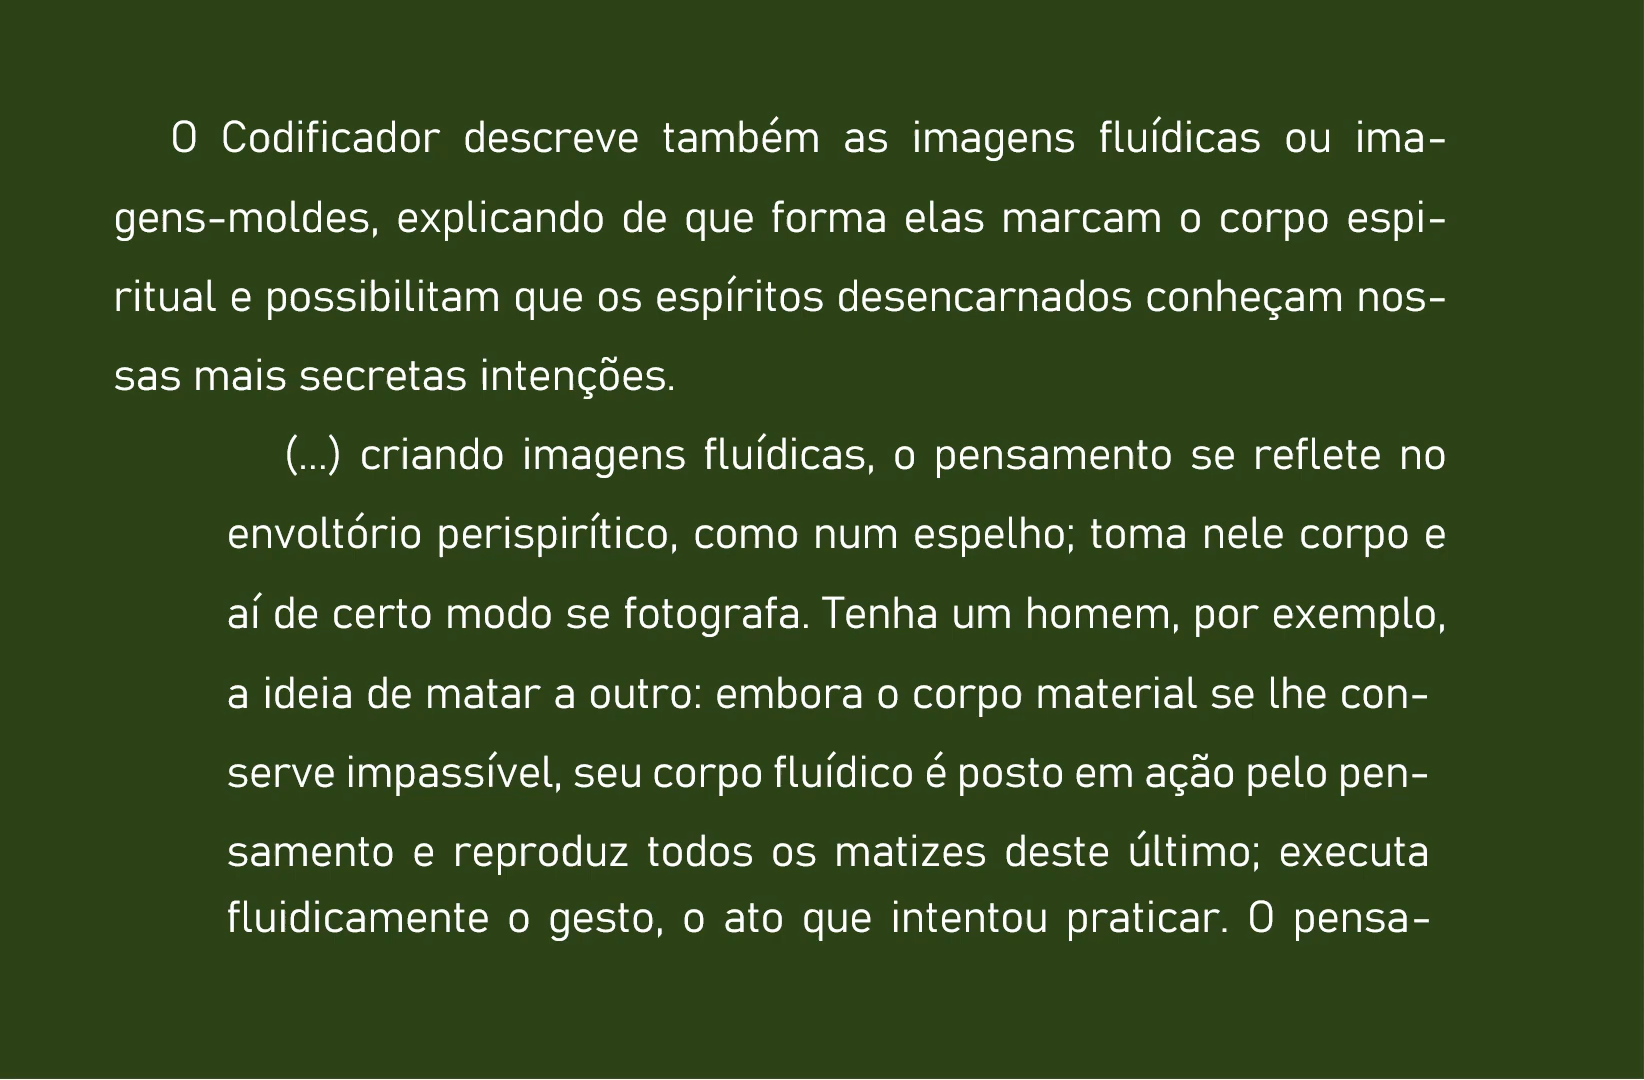 O Codificador descreve também as imagens fluídicas ou ima-
gens-moldes, explicando de que forma elas marcam o corpo espi-
ritual e possibilitam que os espíritos desencarnados conheçam nos-
sas mais secretas intenções.
(...) criando imagens fluídicas, o pensamento se reflete no
envoltório perispirítico, como num espelho; toma nele corpo e
aí de certo modo se fotografa. Tenha um homem, por exemplo,
a ideia de matar a outro: embora o corpo material se lhe con-
serve impassível, seu corpo fluídico é posto em ação pelo pen-
samento e reproduz todos os matizes deste último; executa
fluidicamente o gesto, o ato que intentou praticar. O pensa-